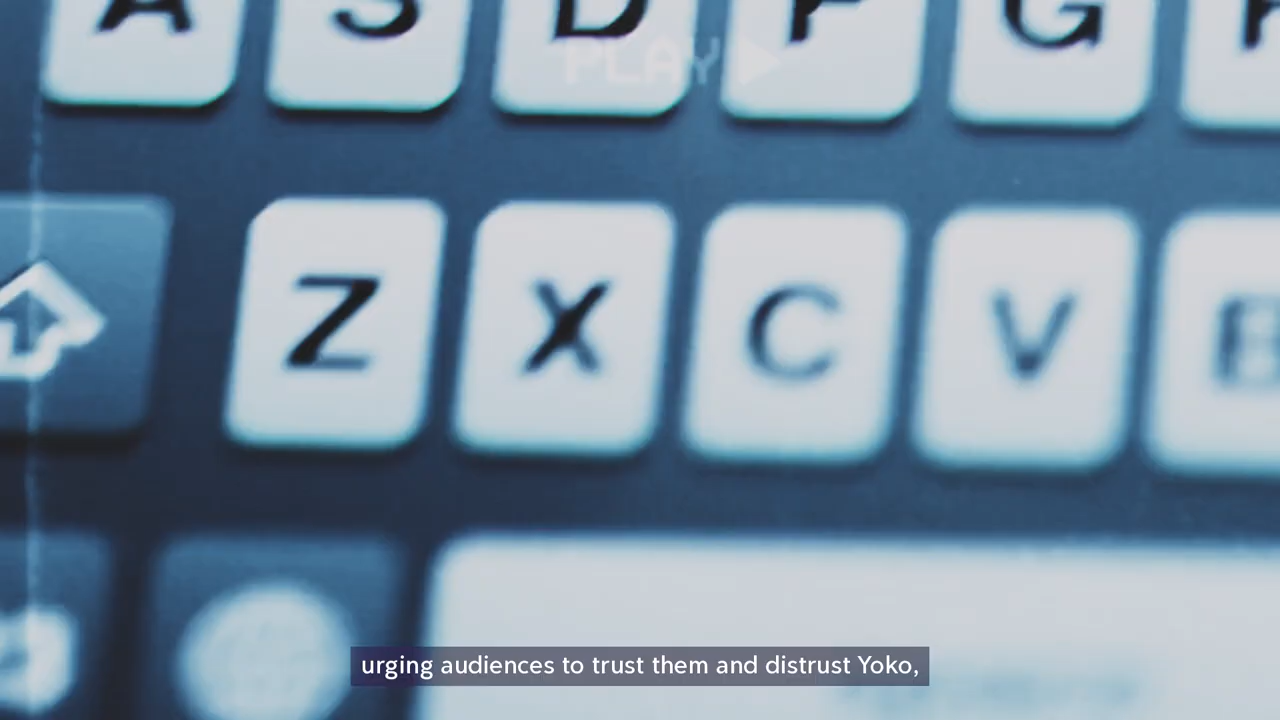 A S D F G
PLAY
Z X C V B
urging audiences to trust them and distrust Yoko,